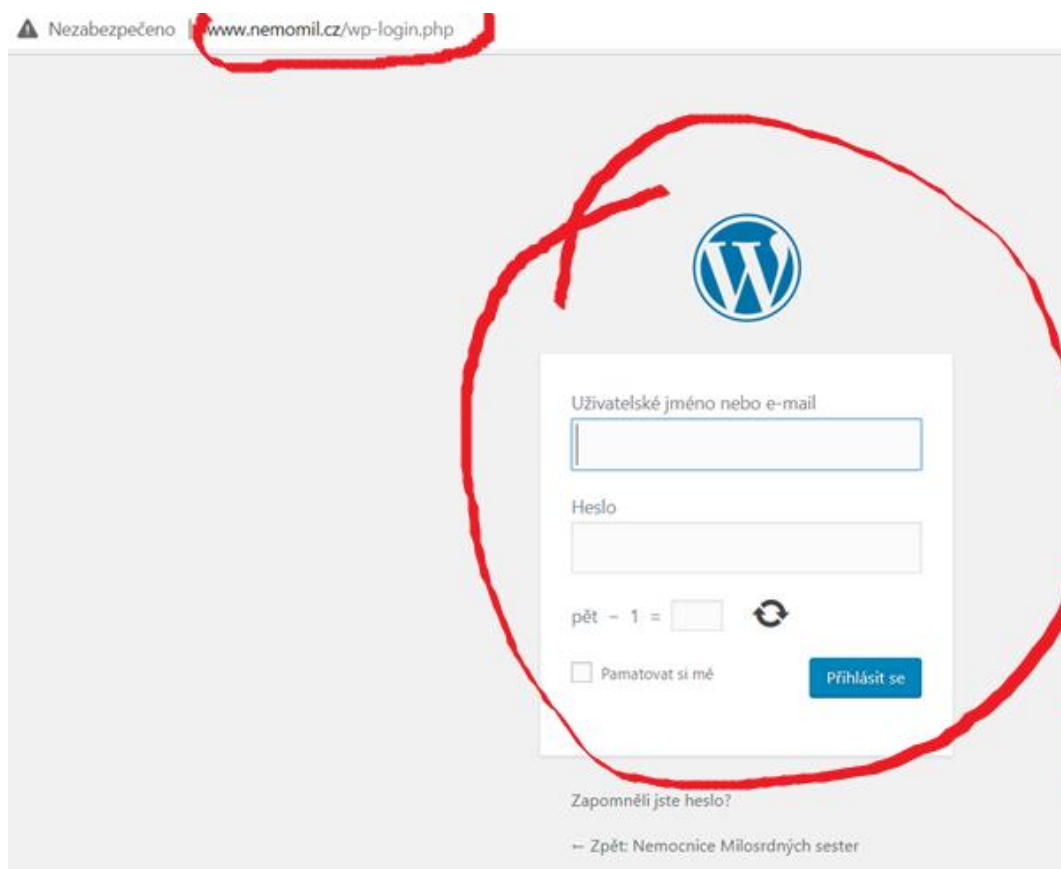 Nezabezpečeno | www.nemomil.cz/wp-login.php
W
Uživatelské jméno nebo e-mail
Heslo
pět − 1 =
Pamatovat si mě
Přihlásit se
Zapomněli jste heslo?
← Zpět: Nemocnice Milosrdných sester